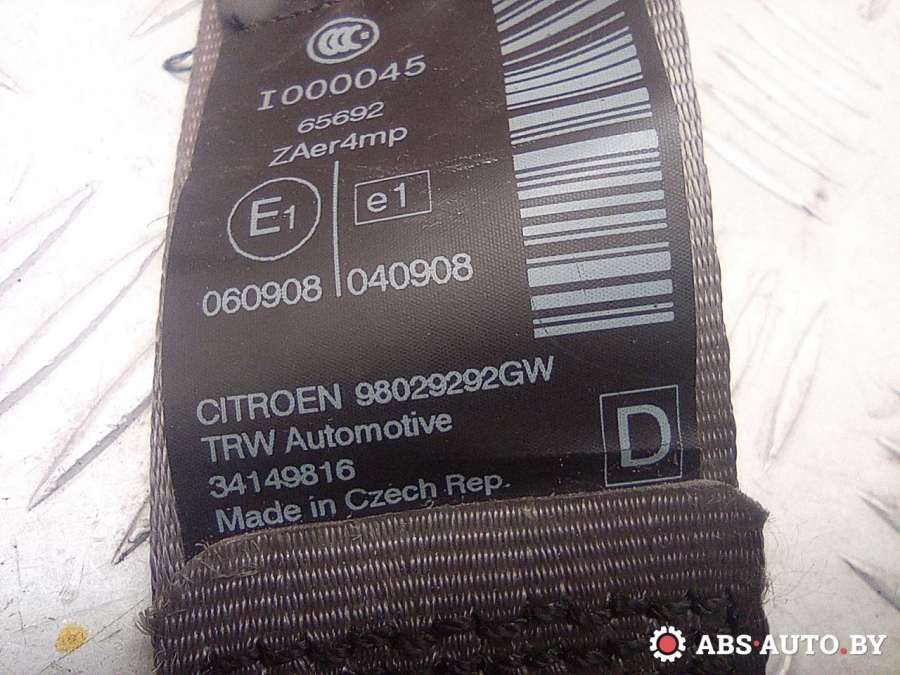 CCC
I000045
65692
ZAer4mp
E1 e1
060908 040908
CITROEN 98029292GW
TRW Automotive
34149816
Made in Czech Rep.
D
ABS-AUTO.BY